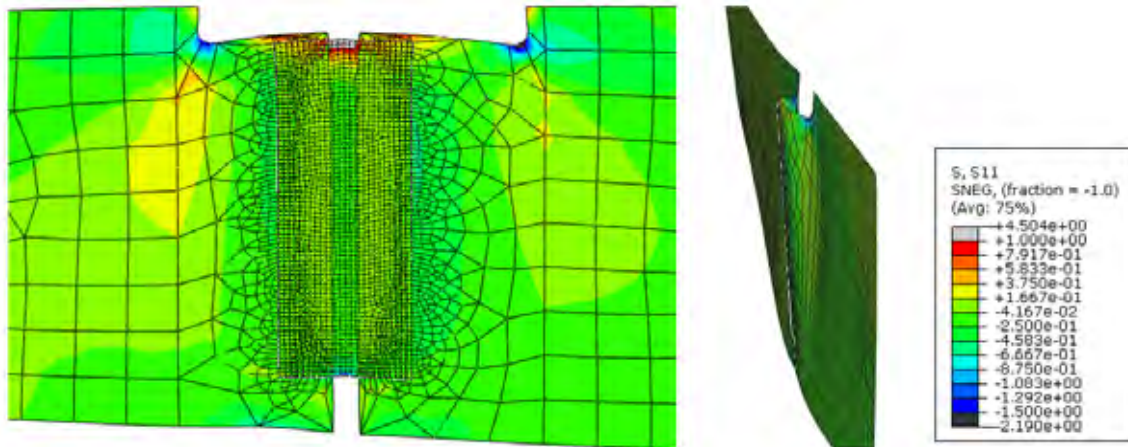 S, S11
SNEG, (fraction = -1.0)
(Avg: 75%)
+4.504e+00
+1.000e+00
+7.917e-01
+5.833e-01
+3.750e-01
+1.667e-01
-4.167e-02
-2.500e-01
-4.583e-01
-6.667e-01
-8.750e-01
-1.083e+00
-1.292e+00
-1.500e+00
-2.190e+00